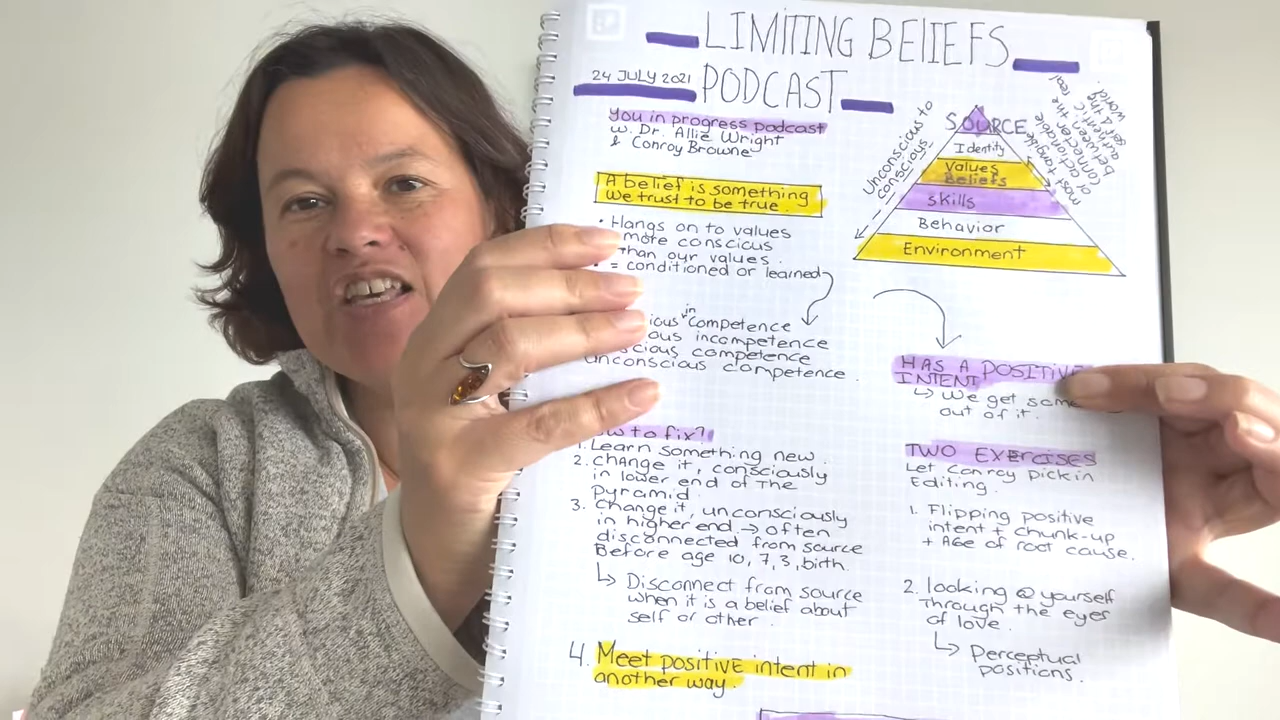 LIMITING BELIEFS
PODCAST
24 JULY 2021
You in progress podcast
w. Dr. Allie Wright
& Conroy Browne
A belief is something
we trust to be true.
• Hangs on to values
more conscious
than our values.
• = conditioned or learned
competence
in
incompetence
competence
unconscious competence.
to fix?
1. Learn something new.
2. Change it, consciously
in lower end of The
Pyramid.
3. Change it, unconsciously
in higher end → often
disconnected from source
Before age 10, 7, 3, birth.
↳ Disconnect from source
when it is a belief about
self or other.
4. Meet positive intent in
another way.
Unconscious to
conscious
SOURCE
Identity
Values
Beliefs
Skills
Behavior
Environment
most tangible
or actionable
between the real
authentic
self & the
world.
HAS A POSITIVE
INTENT
↳ We get
out of it.
TWO EXERCISES
Let Conroy pick in
Editing.
1. Flipping positive
intent + chunk-up
+ Age of root cause.
2. looking @ yourself
Through the eyes
of love.
↳ Perceptual
positions.